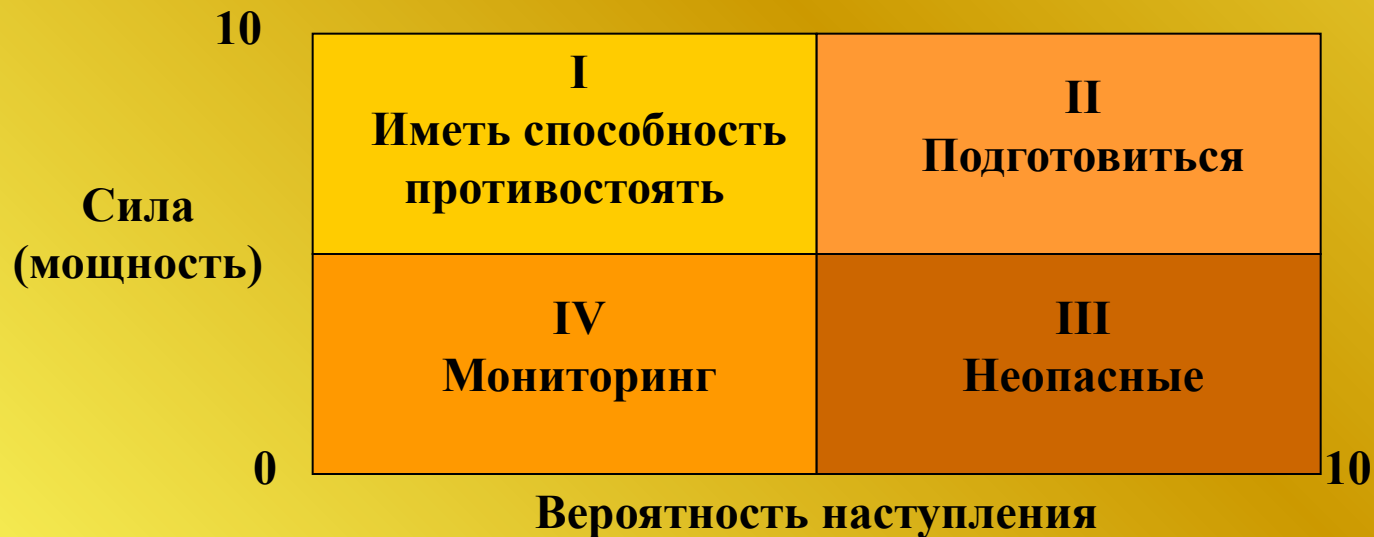 10
I
Иметь способность
противостоять
II
Подготовиться
Сила
(мощность)
IV
Мониторинг
III
Неопасные
0
10
Вероятность наступления